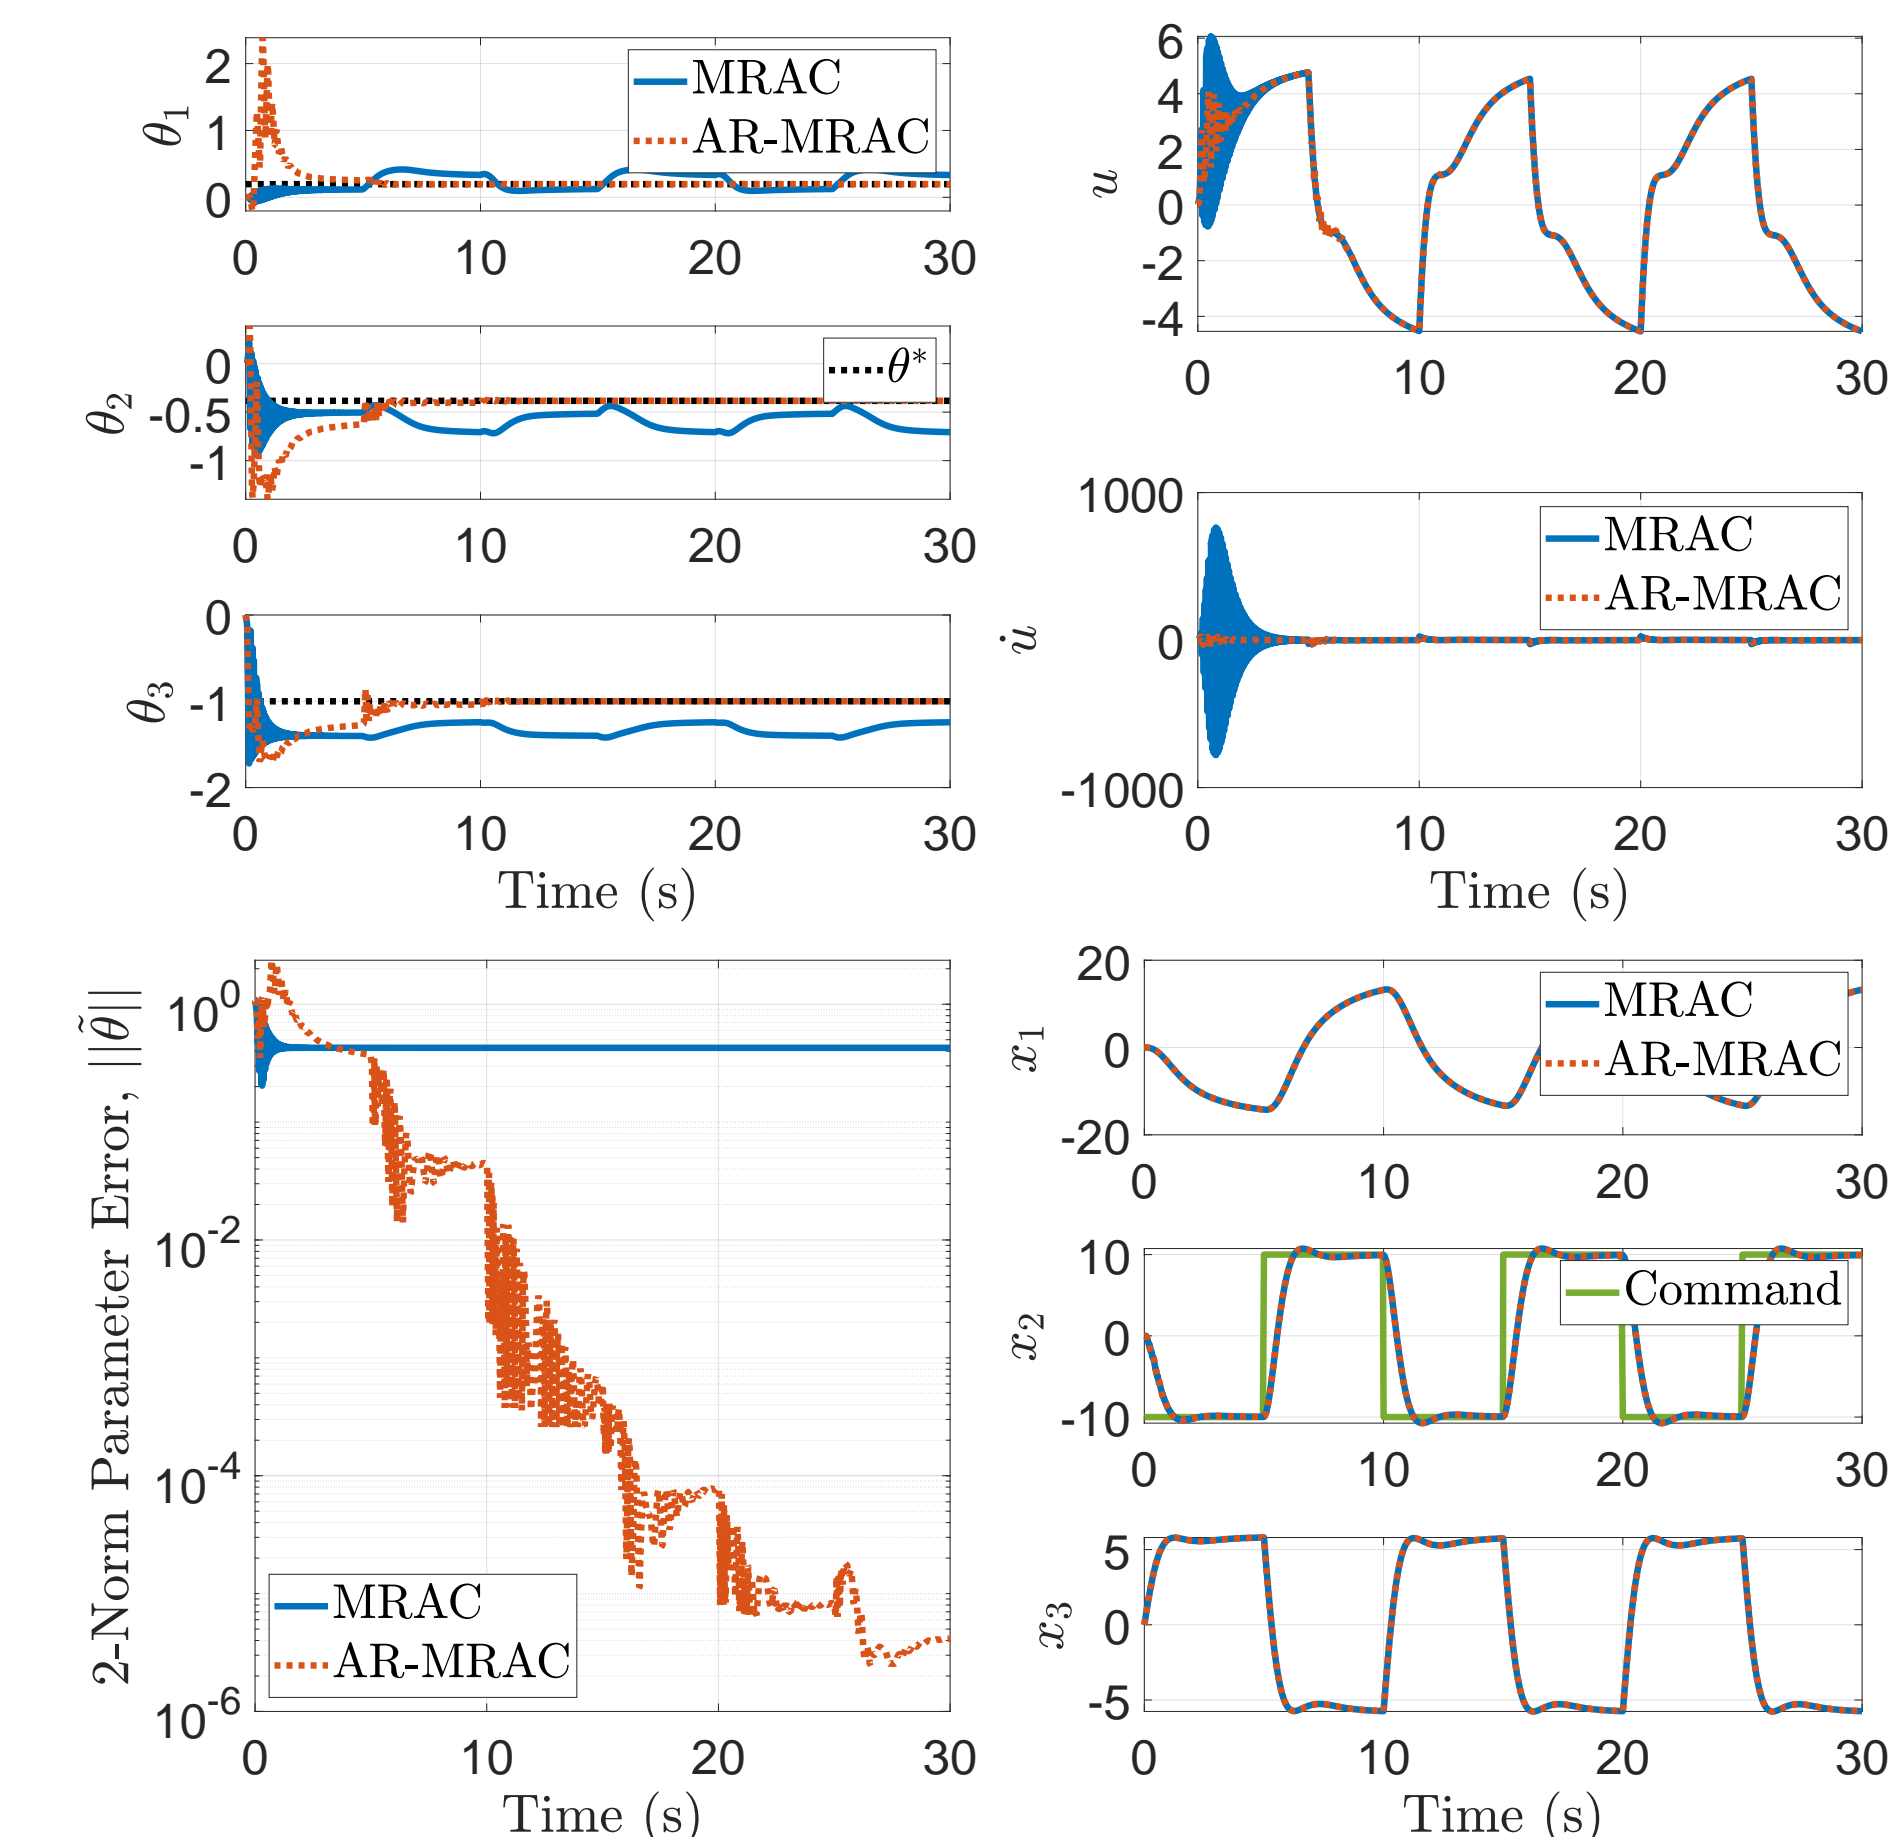 θ₁
2
1
0
MRAC
AR-MRAC
0 10 20 30
θ₂
0
-0.5
-1
θ*
0 10 20 30
θ₃
0
-1
-2
0 10 20 30
Time (s)
u
6
4
2
0
-2
-4
0 10 20 30
u̇
1000
0
-1000
MRAC
AR-MRAC
0 10 20 30
Time (s)
2-Norm Parameter Error, ||θ̃||
10⁰
10⁻²
10⁻⁴
10⁻⁶
MRAC
AR-MRAC
0 10 20 30
Time (s)
x₁
20
0
-20
MRAC
AR-MRAC
0 10 20 30
x₂
10
0
-10
Command
0 10 20 30
x₃
5
0
-5
0 10 20 30
Time (s)